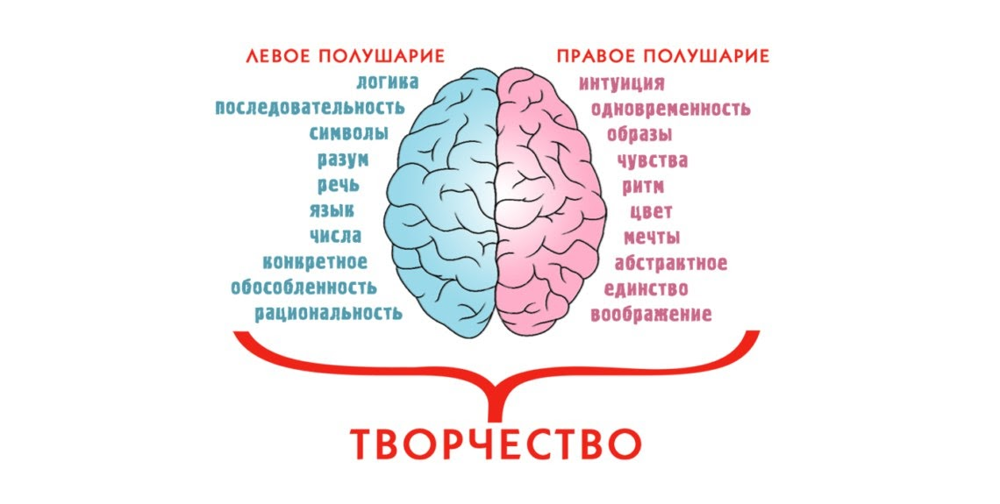 ЛЕВОЕ ПОЛУШАРИЕ
логика
последовательность
символы
разум
речь
язык
числа
конкретное
обособленность
рациональность
ПРАВОЕ ПОЛУШАРИЕ
интуиция
одновременность
образы
чувства
ритм
цвет
мечты
абстрактное
единство
воображение
ТВОРЧЕСТВО